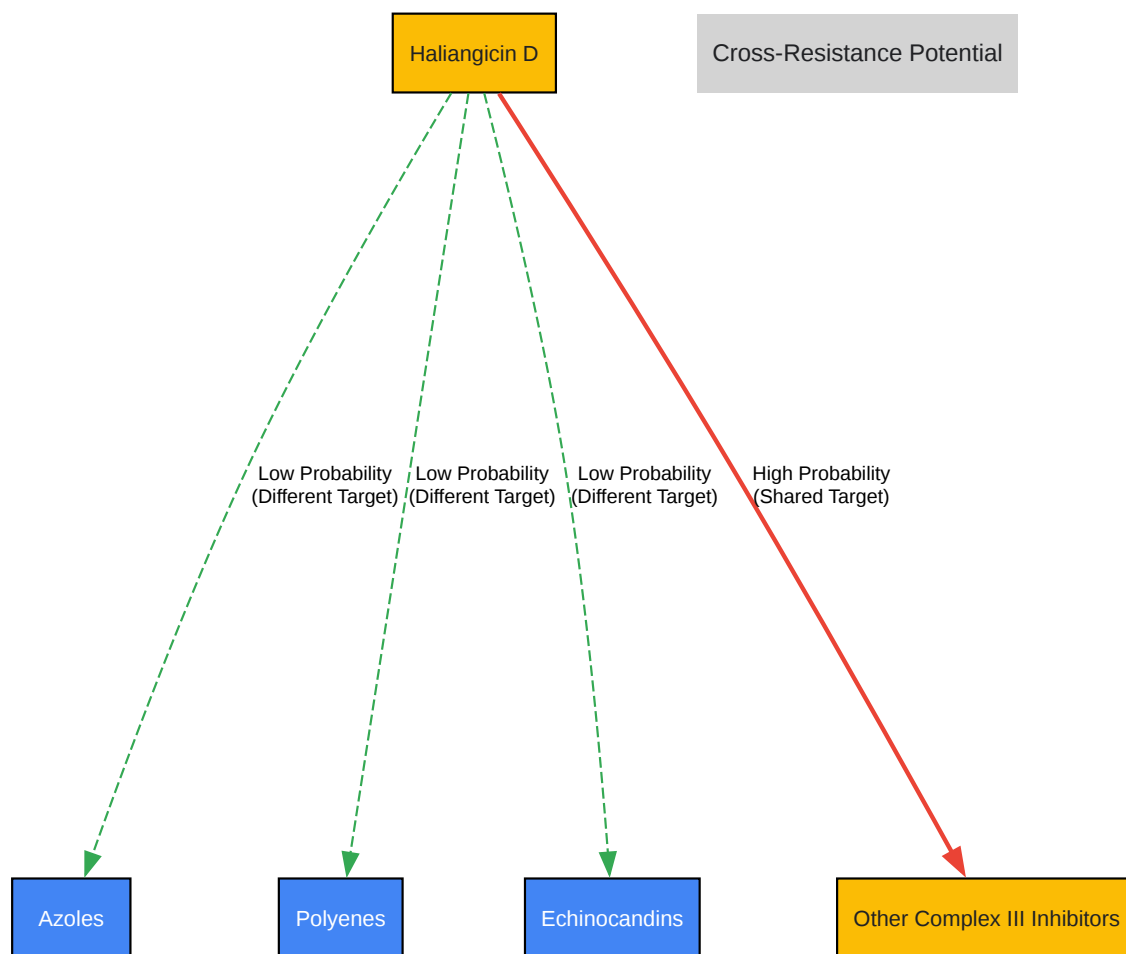 Haliangicin D
Cross-Resistance Potential
Low Probability
(Different Target)
Low Probability
(Different Target)
Low Probability
(Different Target)
High Probability
(Shared Target)
Azoles
Polyenes
Echinocandins
Other Complex III Inhibitors